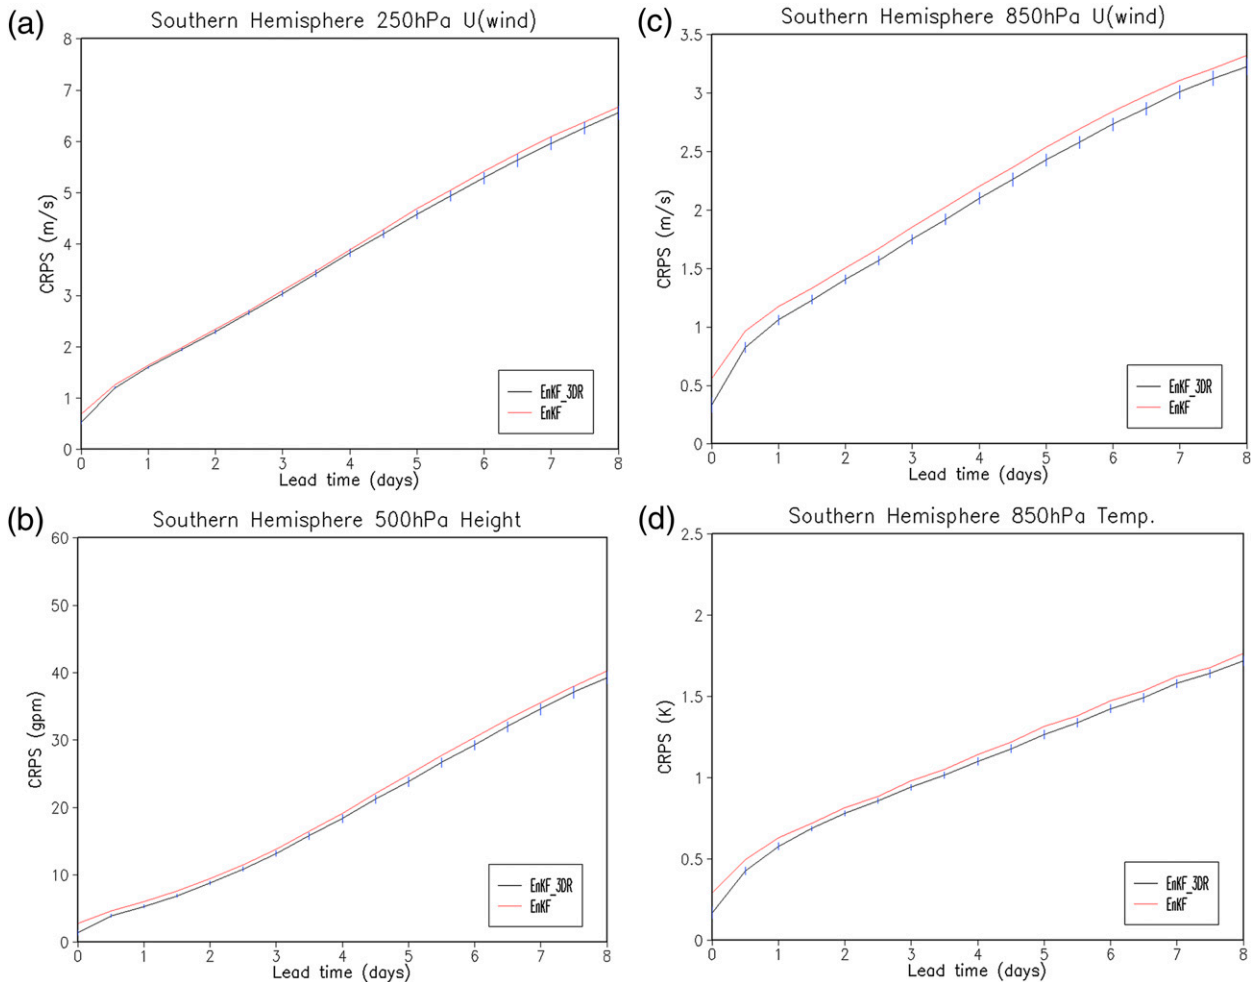 (a)
Southern Hemisphere 250hPa U(wind)
8
7
6
5
4
3
2
1
0
CRPS (m/s)
EnKF_3DR
EnKF
0 1 2 3 4 5 6 7 8
Lead time (days)
(b)
Southern Hemisphere 500hPa Height
60
50
40
30
20
10
0
CRPS (gpm)
EnKF_3DR
EnKF
0 1 2 3 4 5 6 7 8
Lead time (days)
(c)
Southern Hemisphere 850hPa U(wind)
3.5
3
2.5
2
1.5
1
0.5
0
CRPS (m/s)
EnKF_3DR
EnKF
0 1 2 3 4 5 6 7 8
Lead time (days)
(d)
Southern Hemisphere 850hPa Temp.
2.5
2
1.5
1
0.5
0
CRPS (K)
EnKF_3DR
EnKF
0 1 2 3 4 5 6 7 8
Lead time (days)